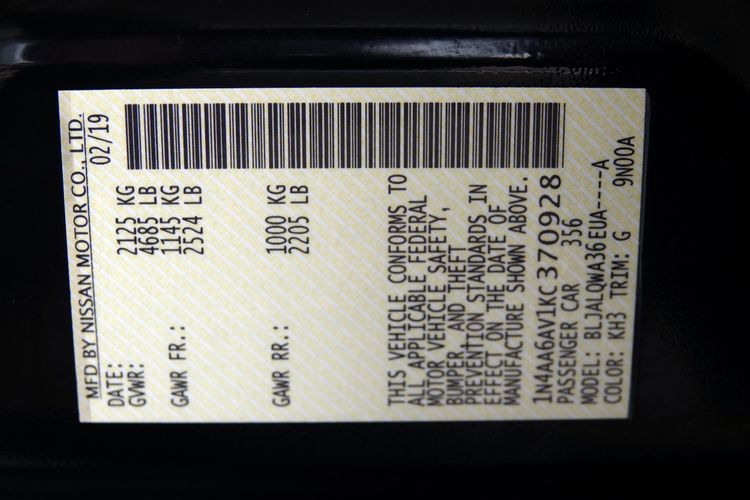 MFD BY NISSAN MOTOR CO., LTD.
DATE: 02/19
GVWR: 2125 KG
4685 LB
GAWR FR.: 1145 KG
2524 LB
GAWR RR.: 1000 KG
2205 LB
THIS VEHICLE CONFORMS TO
ALL APPLICABLE FEDERAL
MOTOR VEHICLE SAFETY,
BUMPER, AND THEFT
PREVENTION STANDARDS IN
EFFECT ON THE DATE OF
MANUFACTURE SHOWN ABOVE.
1N4AA6AV1KC370928
PASSENGER CAR 356
MODEL: BLJALQWA36EUA----A
COLOR: KH3 TRIM: G 9N00A